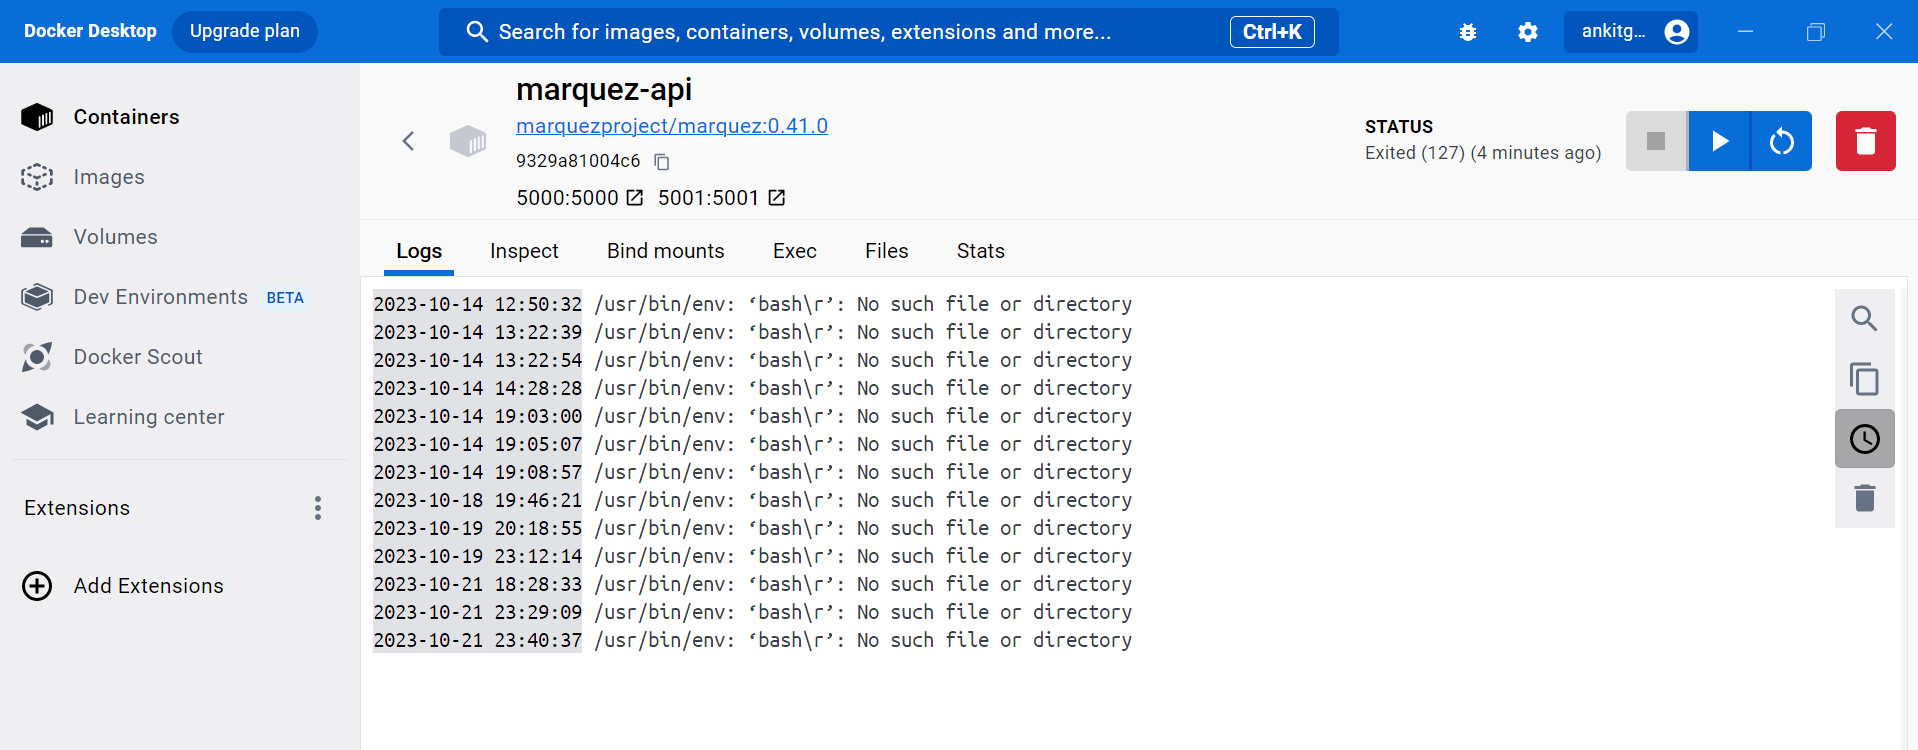 Docker Desktop
Upgrade plan
Search for images, containers, volumes, extensions and more...
Ctrl+K
ankitg...
Containers
Images
Volumes
Dev Environments BETA
Docker Scout
Learning center
Extensions
Add Extensions
marquez-api
marquezproject/marquez:0.41.0
9329a81004c6
5000:5000 5001:5001
STATUS
Exited (127) (4 minutes ago)
Logs Inspect Bind mounts Exec Files Stats
2023-10-14 12:50:32 /usr/bin/env: ‘bash\r’: No such file or directory
2023-10-14 13:22:39 /usr/bin/env: ‘bash\r’: No such file or directory
2023-10-14 13:22:54 /usr/bin/env: ‘bash\r’: No such file or directory
2023-10-14 14:28:28 /usr/bin/env: ‘bash\r’: No such file or directory
2023-10-14 19:03:00 /usr/bin/env: ‘bash\r’: No such file or directory
2023-10-14 19:05:07 /usr/bin/env: ‘bash\r’: No such file or directory
2023-10-14 19:08:57 /usr/bin/env: ‘bash\r’: No such file or directory
2023-10-18 19:46:21 /usr/bin/env: ‘bash\r’: No such file or directory
2023-10-19 20:18:55 /usr/bin/env: ‘bash\r’: No such file or directory
2023-10-19 23:12:14 /usr/bin/env: ‘bash\r’: No such file or directory
2023-10-21 18:28:33 /usr/bin/env: ‘bash\r’: No such file or directory
2023-10-21 23:29:09 /usr/bin/env: ‘bash\r’: No such file or directory
2023-10-21 23:40:37 /usr/bin/env: ‘bash\r’: No such file or directory